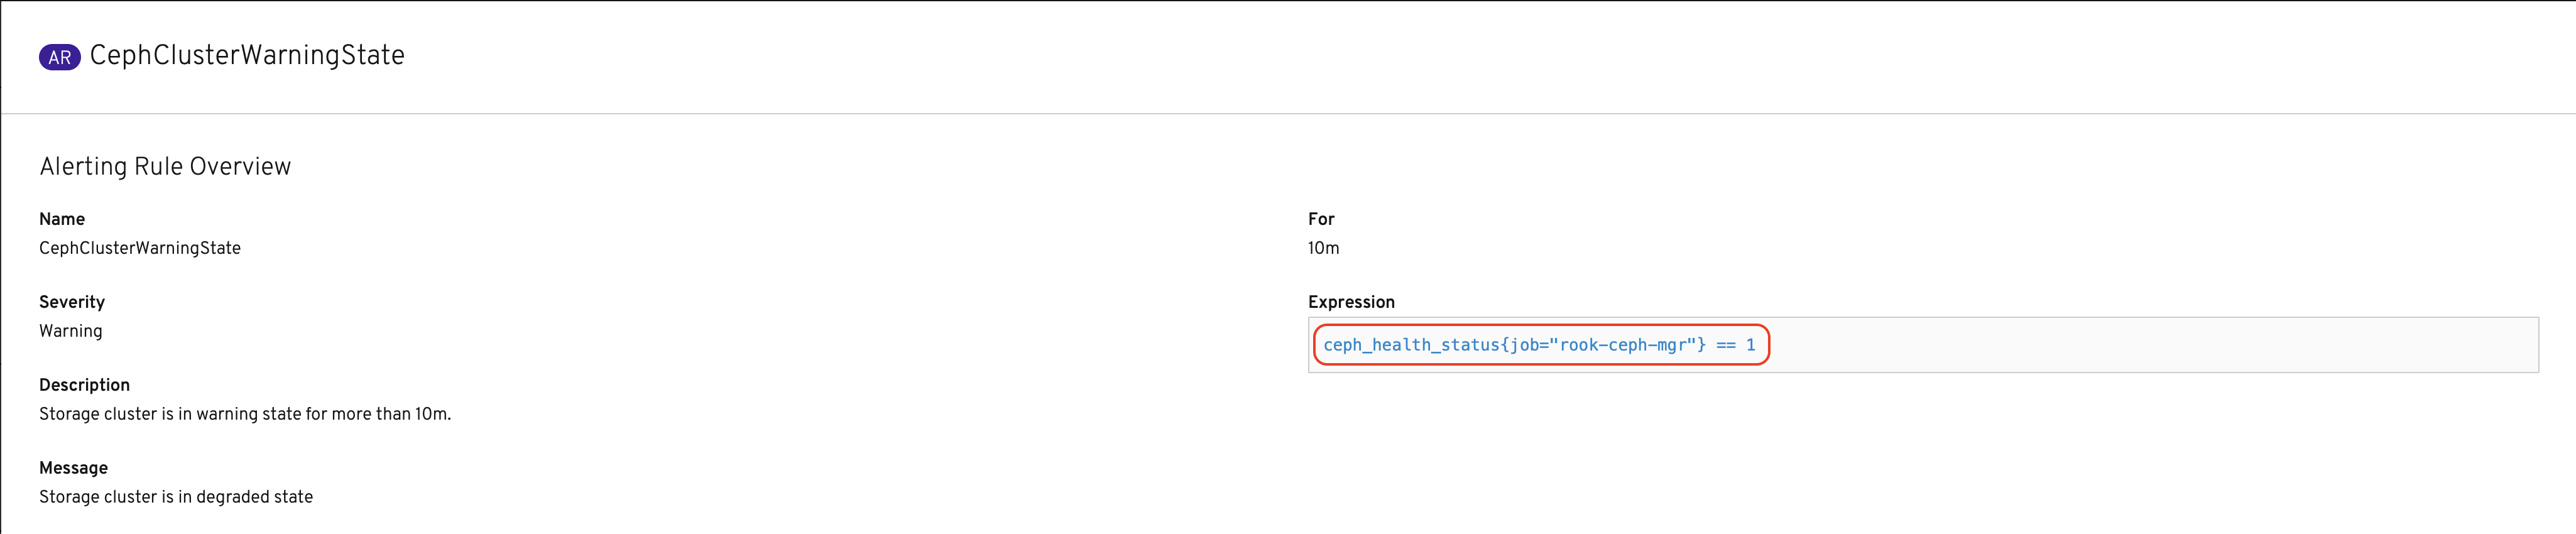 AR CephClusterWarningState
Alerting Rule Overview
Name
CephClusterWarningState
Severity
Warning
Description
Storage cluster is in warning state for more than 10m.
Message
Storage cluster is in degraded state
For
10m
Expression
ceph_health_status{job="rook-ceph-mgr"} == 1